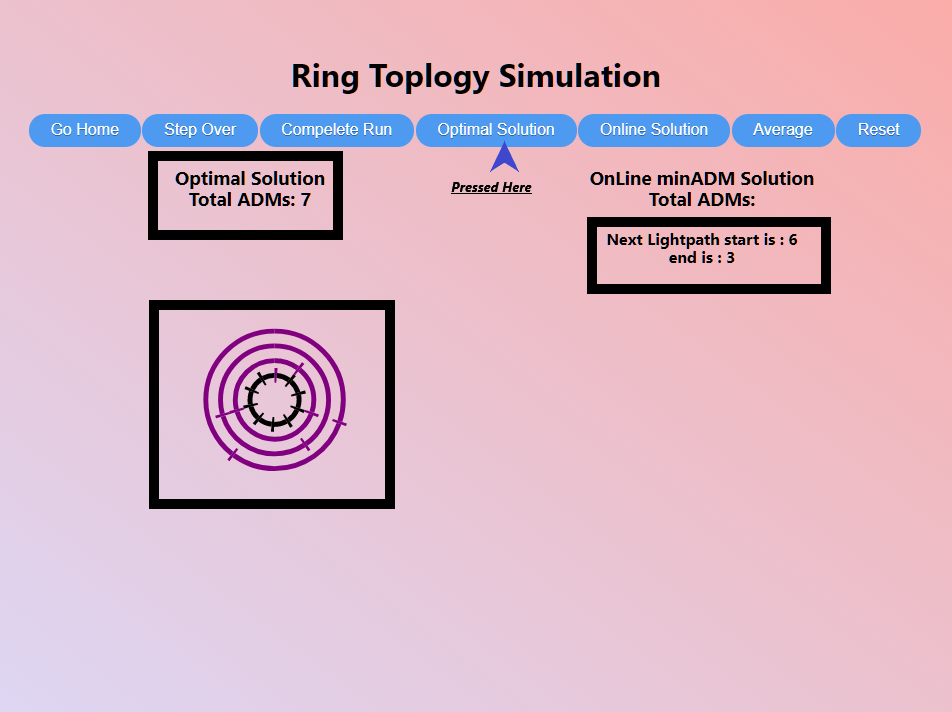 Ring Toplogy Simulation
Go Home Step Over Compelete Run Optimal Solution Online Solution Average Reset
Optimal Solution
Total ADMs: 7
Pressed Here
OnLine minADM Solution
Total ADMs:
Next Lightpath start is : 6
end is : 3